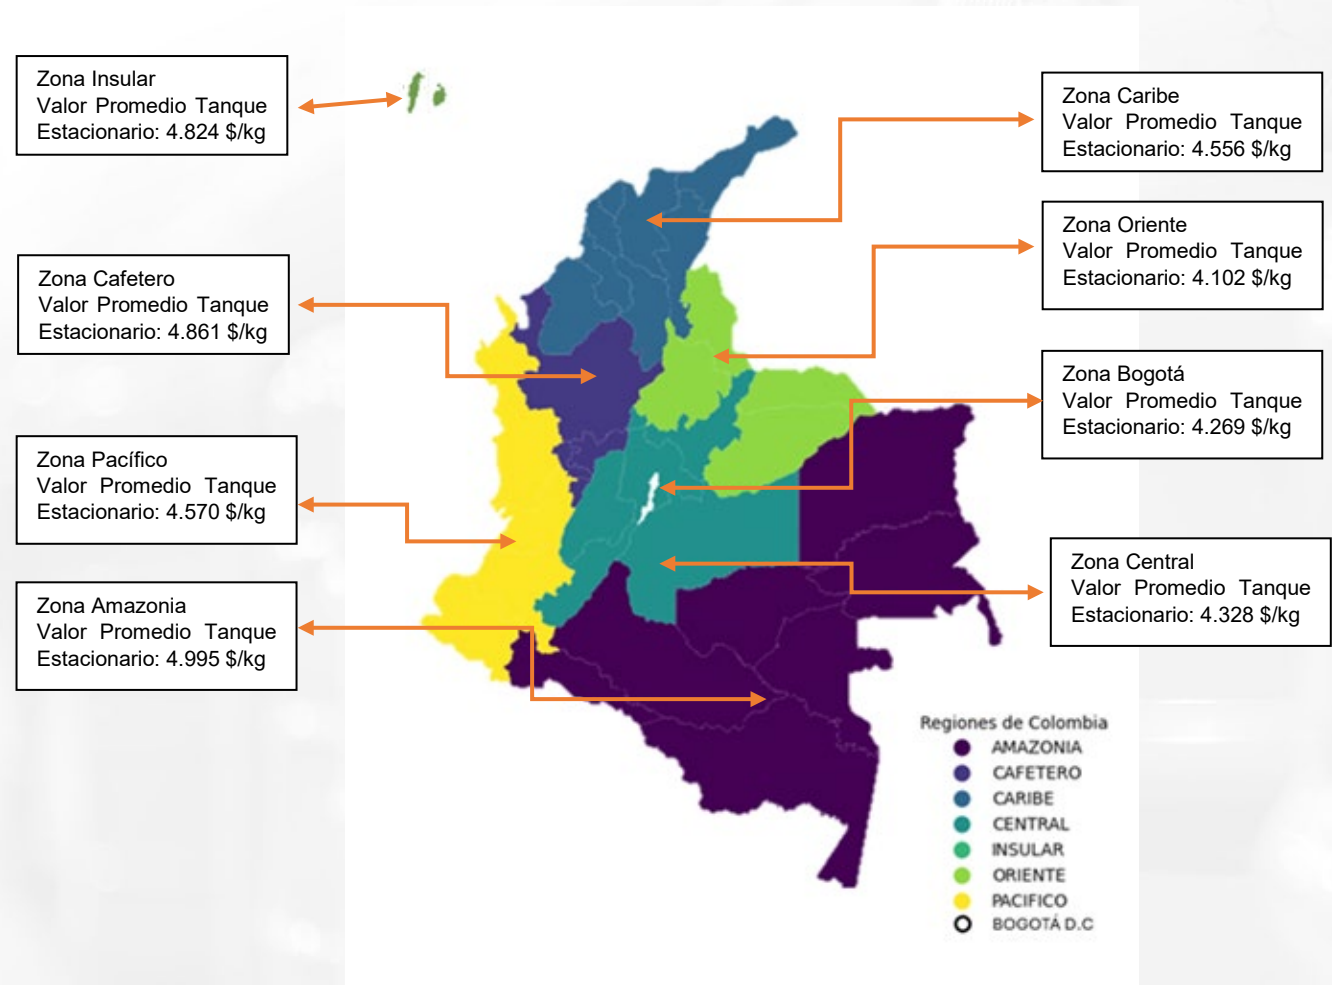 Zona Insular
Valor Promedio Tanque
Estacionario: 4.824 $/kg
Zona Cafetero
Valor Promedio Tanque
Estacionario: 4.861 $/kg
Zona Pacífico
Valor Promedio Tanque
Estacionario: 4.570 $/kg
Zona Amazonia
Valor Promedio Tanque
Estacionario: 4.995 $/kg
Zona Caribe
Valor Promedio Tanque
Estacionario: 4.556 $/kg
Zona Oriente
Valor Promedio Tanque
Estacionario: 4.102 $/kg
Zona Bogotá
Valor Promedio Tanque
Estacionario: 4.269 $/kg
Zona Central
Valor Promedio Tanque
Estacionario: 4.328 $/kg
Regiones de Colombia
AMAZONIA
CAFETERO
CARIBE
CENTRAL
INSULAR
ORIENTE
PACIFICO
BOGOTÁ D.C